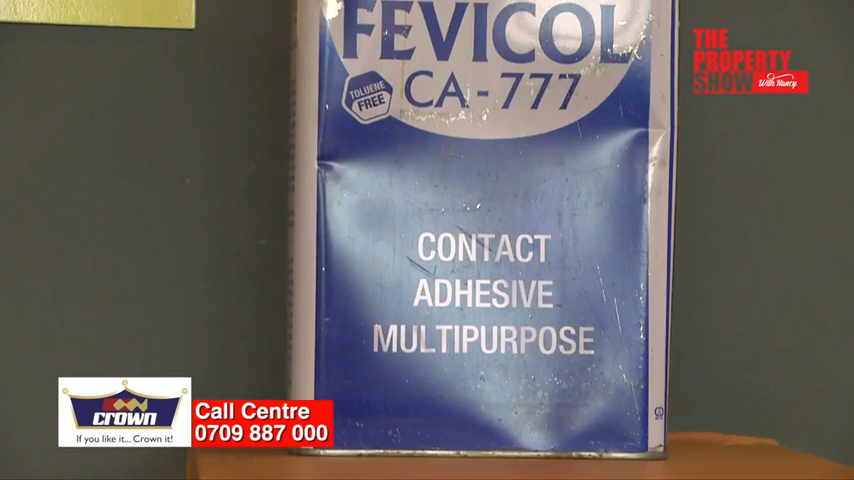 FEVICOL
CA-777
TOLUENE
FREE
CONTACT
ADHESIVE
MULTIPURPOSE
THE
PROPERTY
SHOW
With Nancy
CROWN
If you like it... Crown it!
Call Centre
0709 887 000